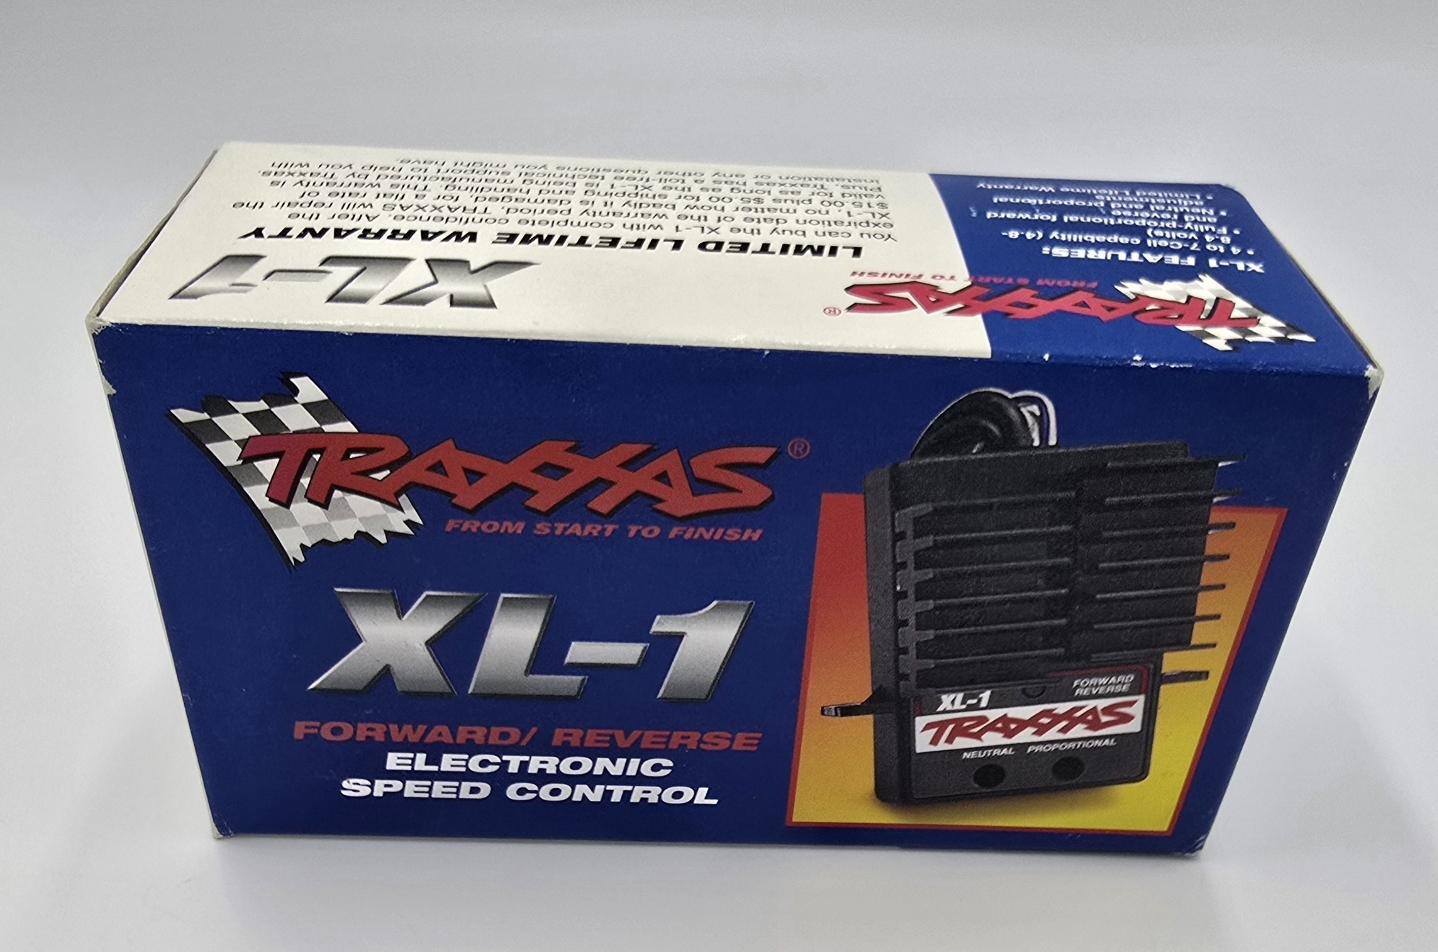 TRAXXAS®
FROM START TO FINISH
XL-1
FORWARD/ REVERSE
ELECTRONIC
SPEED CONTROL
XL-1
FORWARD
REVERSE
TRAXXAS
NEUTRAL PROPORTIONAL
TRAXXAS®
FROM START TO FINISH
XL-1
LIMITED LIFETIME WARRANTY
You can buy the XL-1 with complete confidence. After the
expiration date of the warranty period, TRAXXAS will repair the
XL-1, no matter how badly it is damaged, for a flat rate of
$15.00 plus $5.00 for shipping and handling. This warranty is
valid for as long as the XL-1 is being manufactured by Traxxas.
Plus, Traxxas has a toll-free technical support to help you with
installation or any other questions you might have.
XL-1 FEATURES:
• 4 to 7-Cell capability (4.8-
8.4 volts)
• Fully-proportional forward
and reverse
• Neutral and proportional
adjustments
• Limited Lifetime Warranty